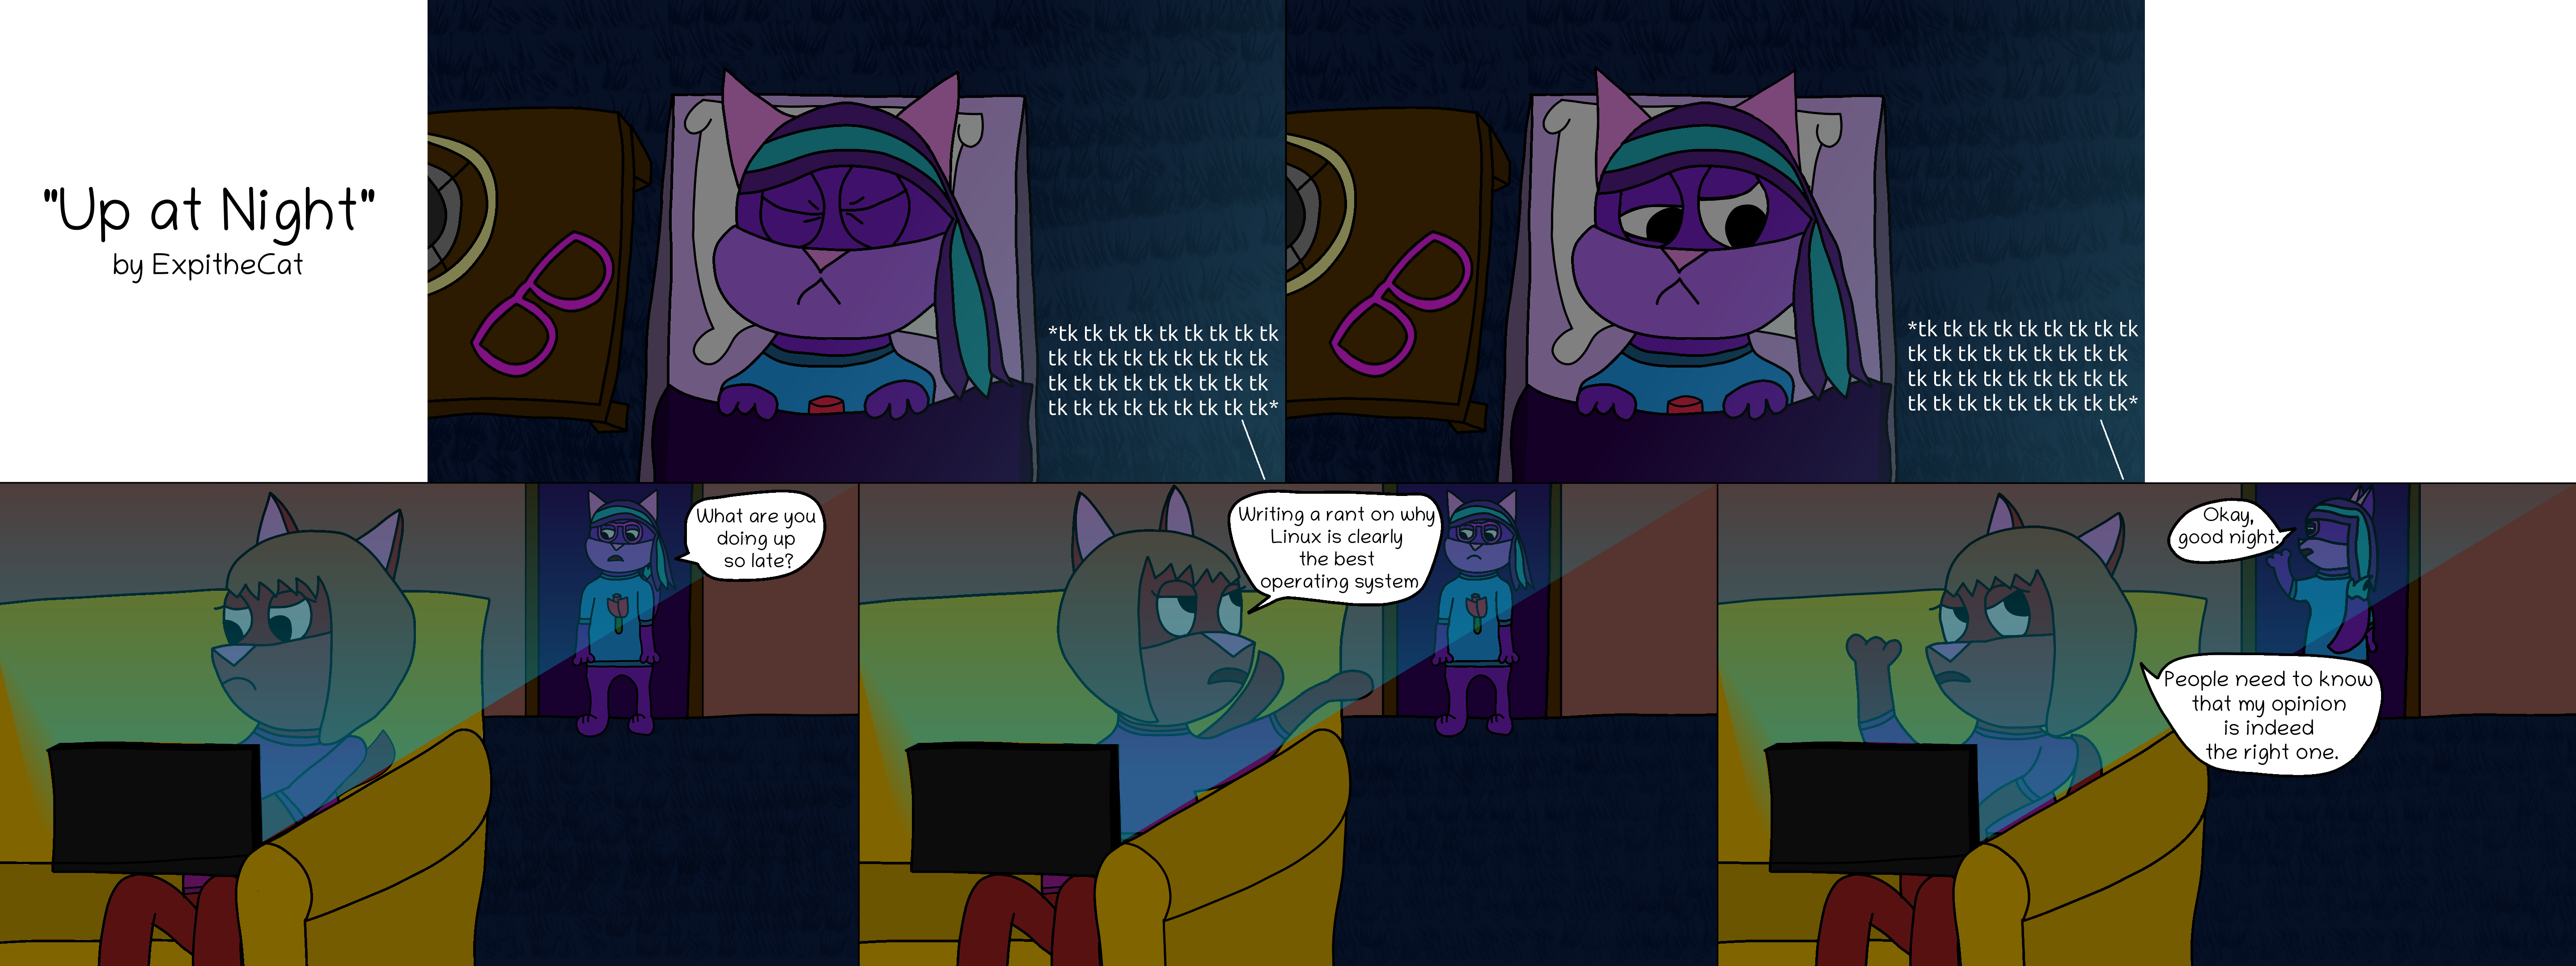 "Up at Night"
by ExpitheCat
*tk tk tk tk tk tk tk tk tk
tk tk tk tk tk tk tk tk tk
tk tk tk tk tk tk tk tk tk
tk tk tk tk tk tk tk tk tk*
*tk tk tk tk tk tk tk tk tk
tk tk tk tk tk tk tk tk tk
tk tk tk tk tk tk tk tk tk
tk tk tk tk tk tk tk tk tk*
What are you
doing up
so late?
Writing a rant on why
Linux is clearly
the best
operating system.
Okay,
good night.
People need to know
that my opinion
is indeed
the right one.